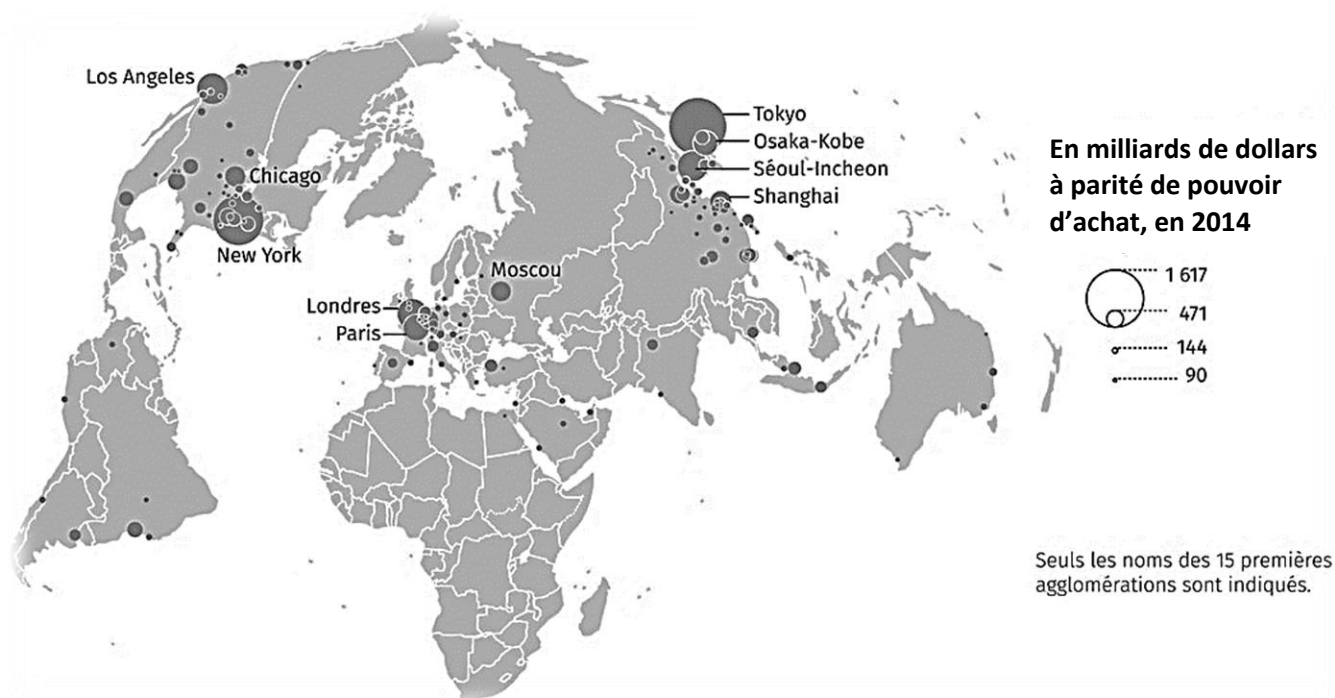 Los Angeles
Chicago
New York
Londres
Paris
Moscou
Tokyo
Osaka-Kobe
Séoul-Incheon
Shanghai
En milliards de dollars
à parité de pouvoir
d’achat, en 2014
1 617
471
144
90
Seuls les noms des 15 premières
agglomérations sont indiqués.